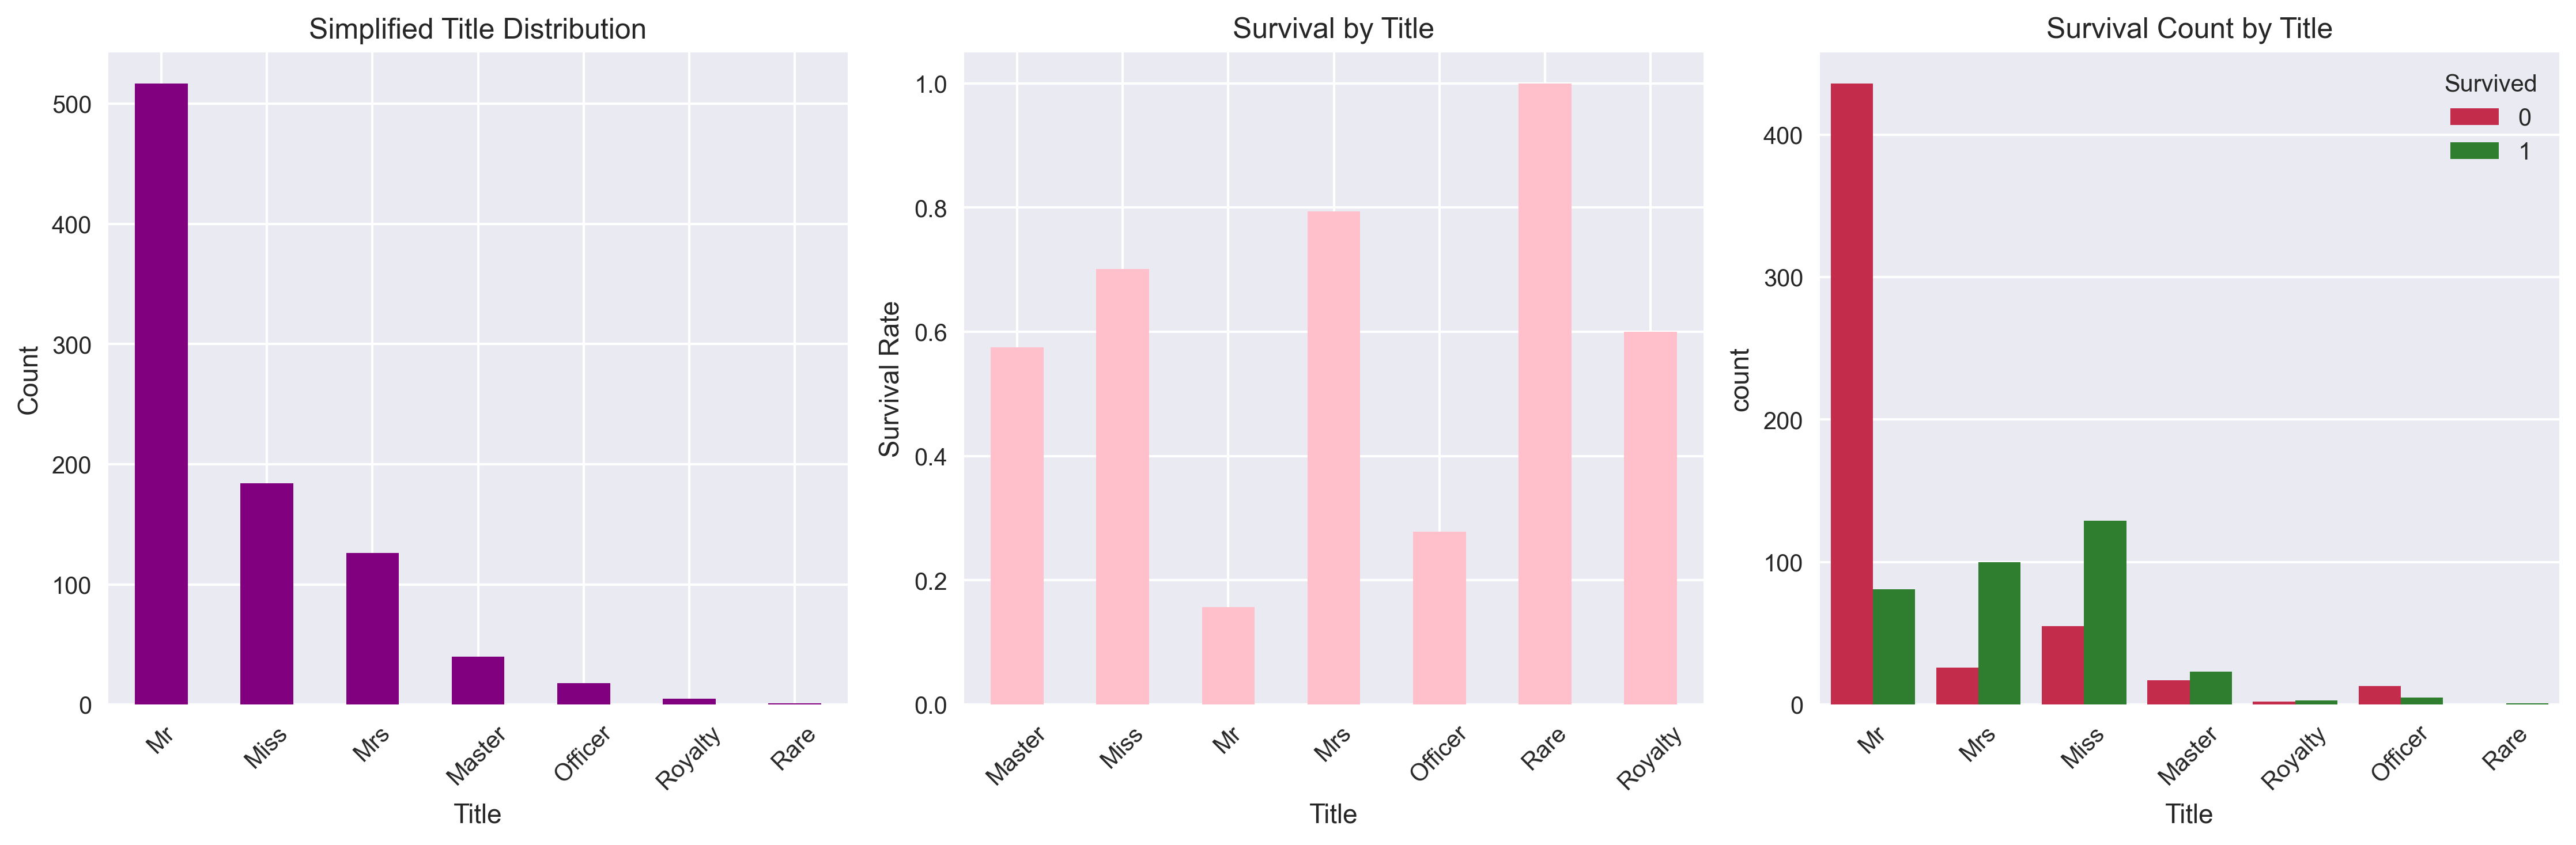 Simplified Title Distribution
Count
500
400
300
200
100
0
Mr
Miss
Mrs
Master
Officer
Royalty
Rare
Title
Survival by Title
Survival Rate
1.0
0.8
0.6
0.4
0.2
0.0
Master
Miss
Mr
Mrs
Officer
Rare
Royalty
Title
Survival Count by Title
count
400
300
200
100
0
Survived
0
1
Mr
Mrs
Miss
Master
Royalty
Officer
Rare
Title